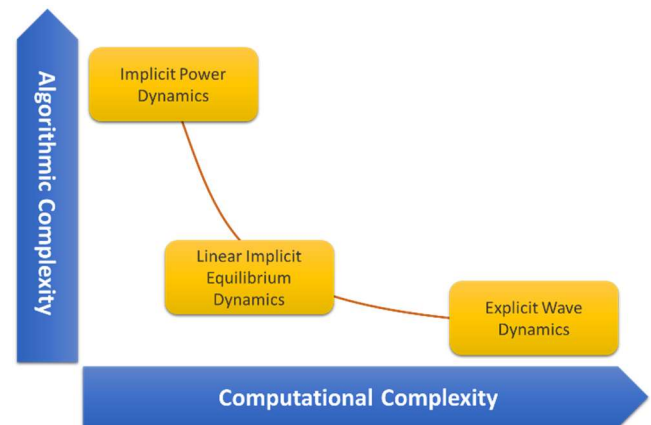 Algorithmic Complexity
Implicit Power
Dynamics
Linear Implicit
Equilibrium
Dynamics
Explicit Wave
Dynamics
Computational Complexity